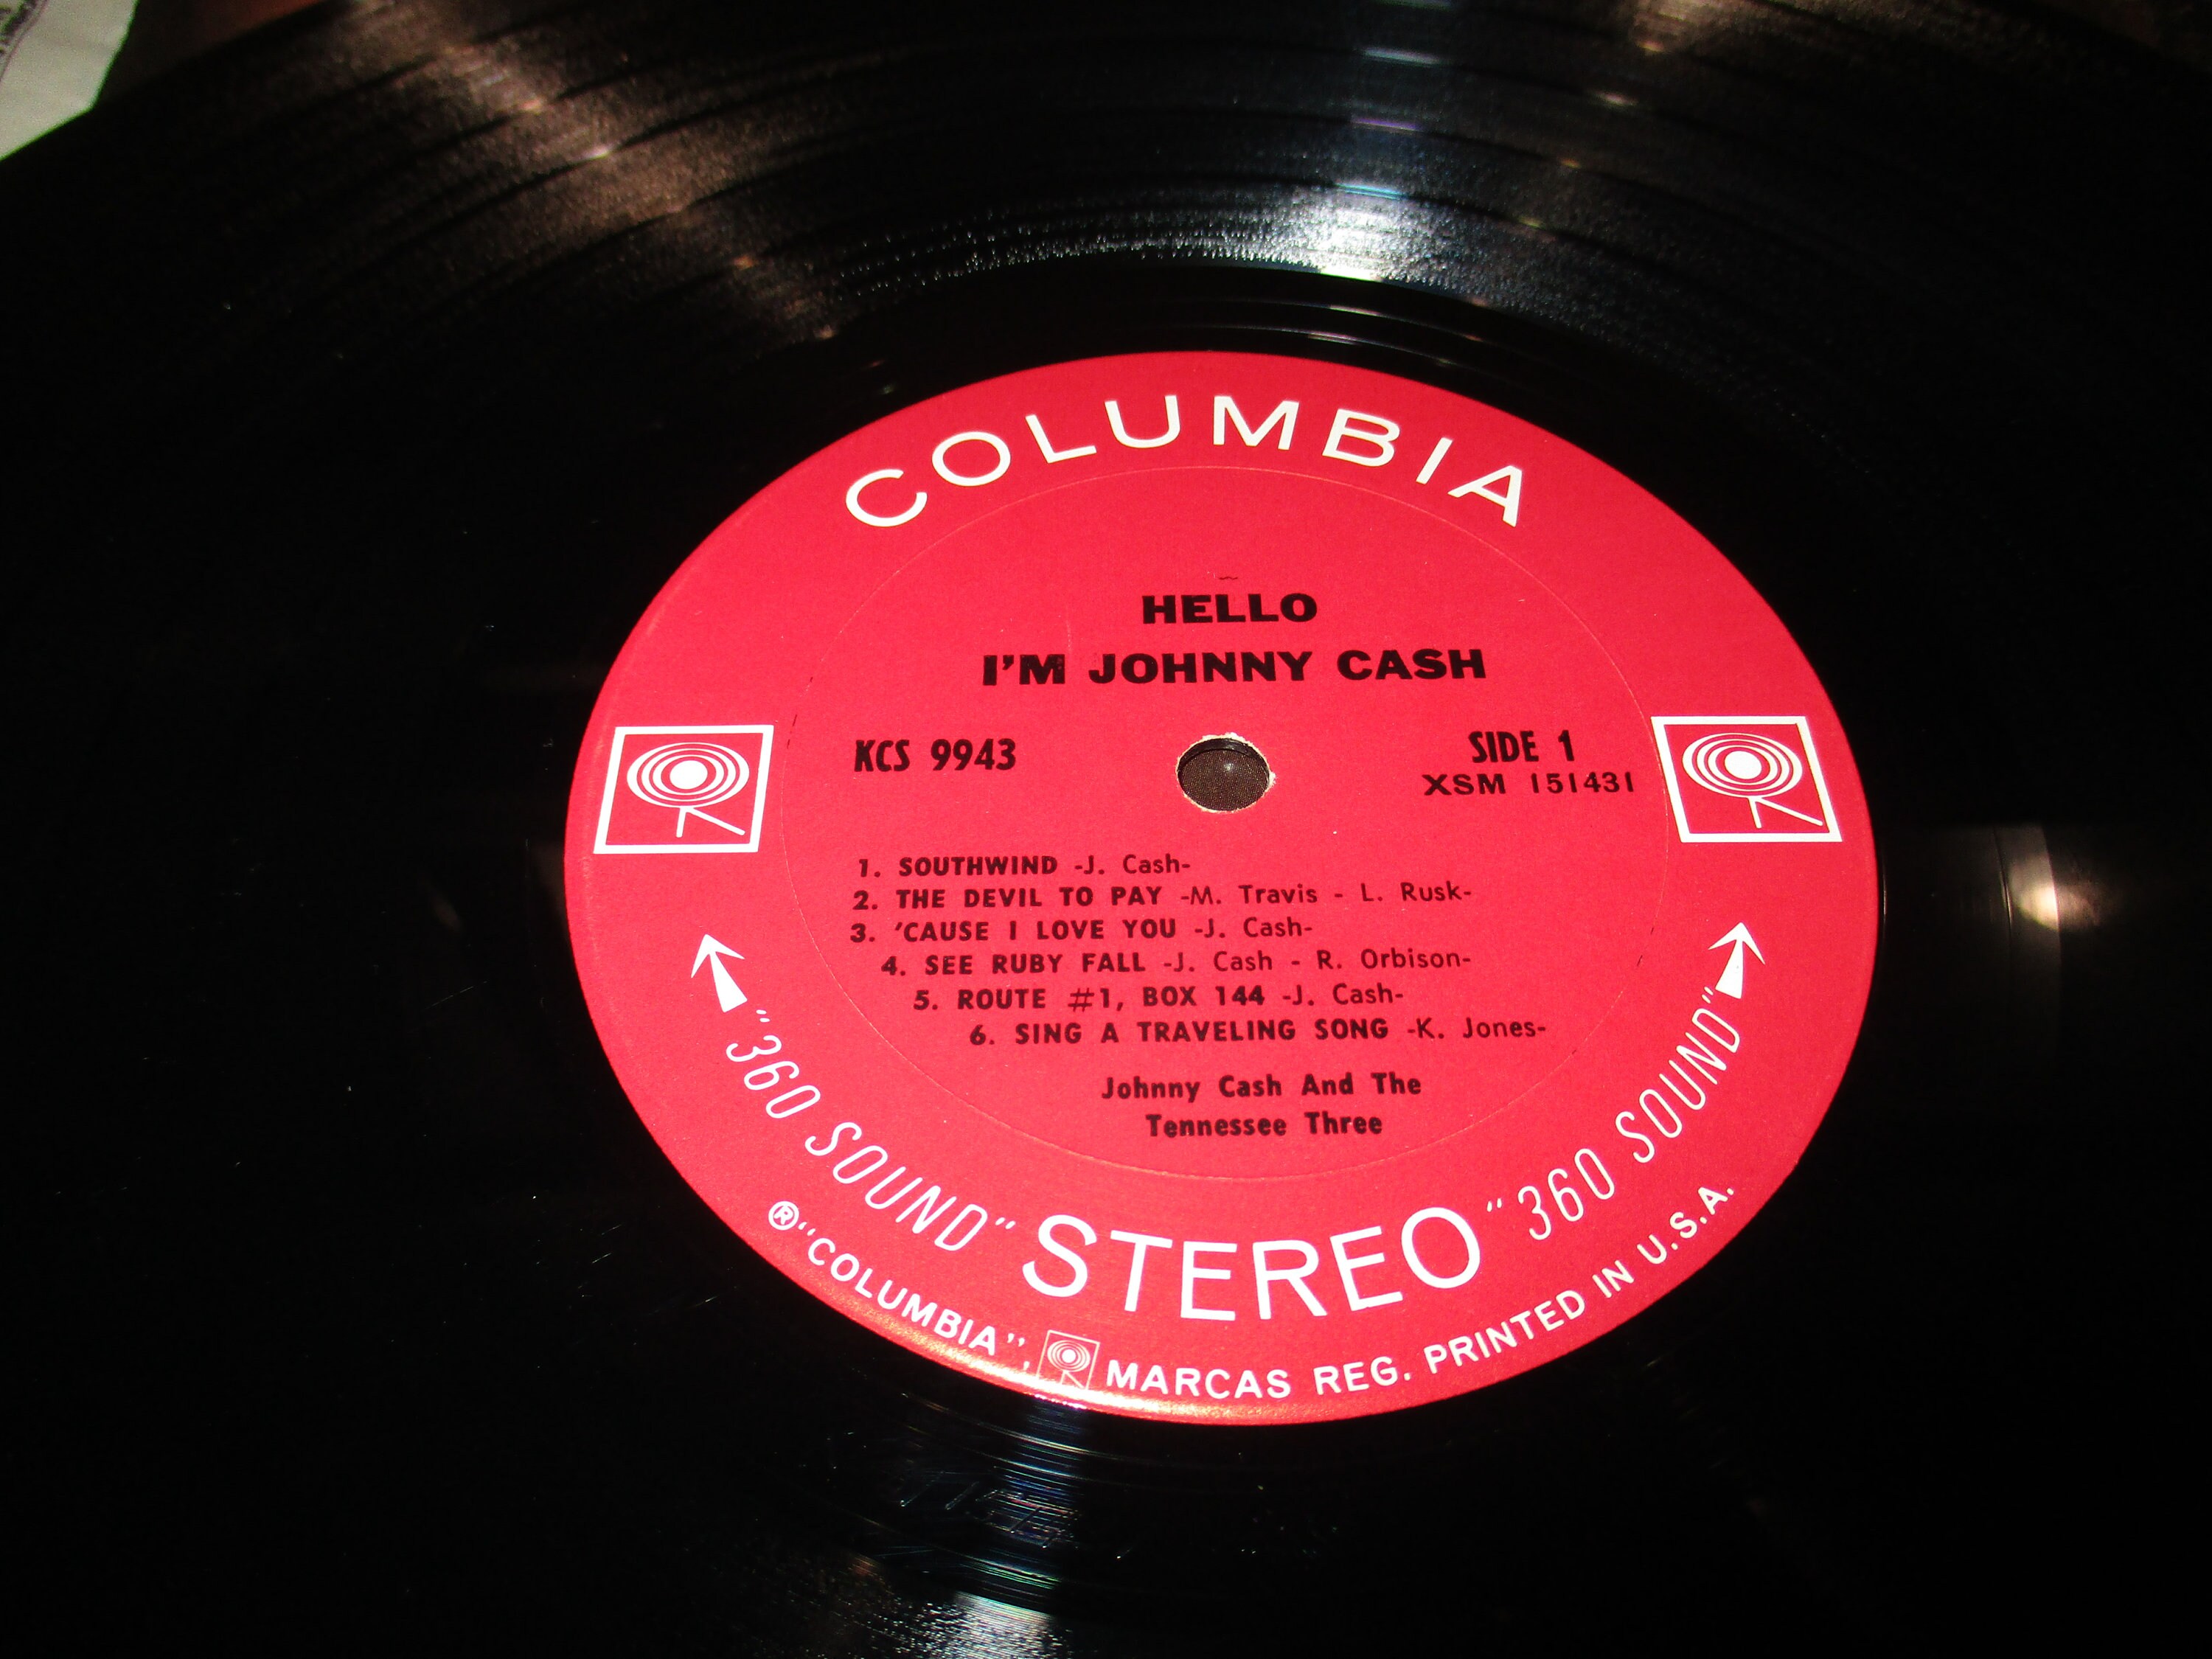 COLUMBIA
HELLO
I'M JOHNNY CASH
KCS 9943
SIDE 1
XSM 151431
1. SOUTHWIND -J. Cash-
2. THE DEVIL TO PAY -M. Travis - L. Rusk-
3. 'CAUSE I LOVE YOU -J. Cash-
4. SEE RUBY FALL -J. Cash - R. Orbison-
5. ROUTE #1, BOX 144 -J. Cash-
6. SING A TRAVELING SONG -K. Jones-
Johnny Cash And The
Tennessee Three
"360 SOUND" STEREO "360 SOUND"
®"COLUMBIA", MARCAS REG. PRINTED IN U.S.A.